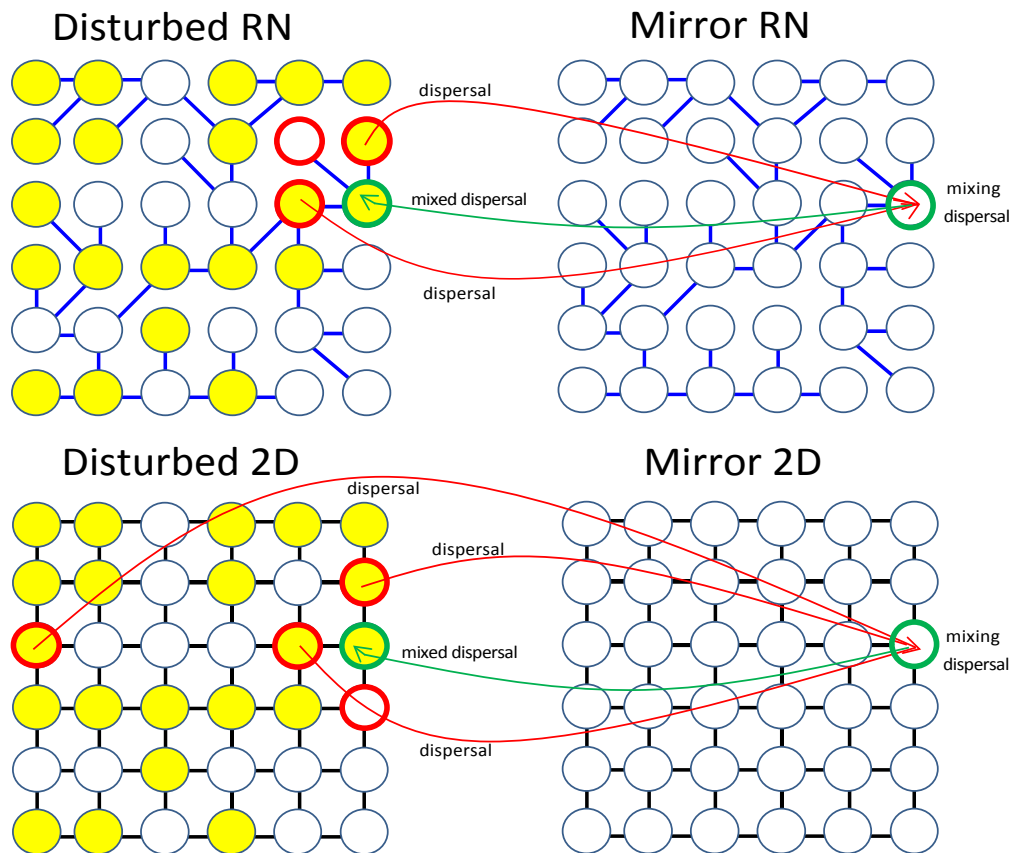 Disturbed RN
Mirror RN
dispersal
mixed dispersal
mixing
dispersal
dispersal
Disturbed 2D
Mirror 2D
dispersal
dispersal
mixed dispersal
mixing
dispersal
dispersal